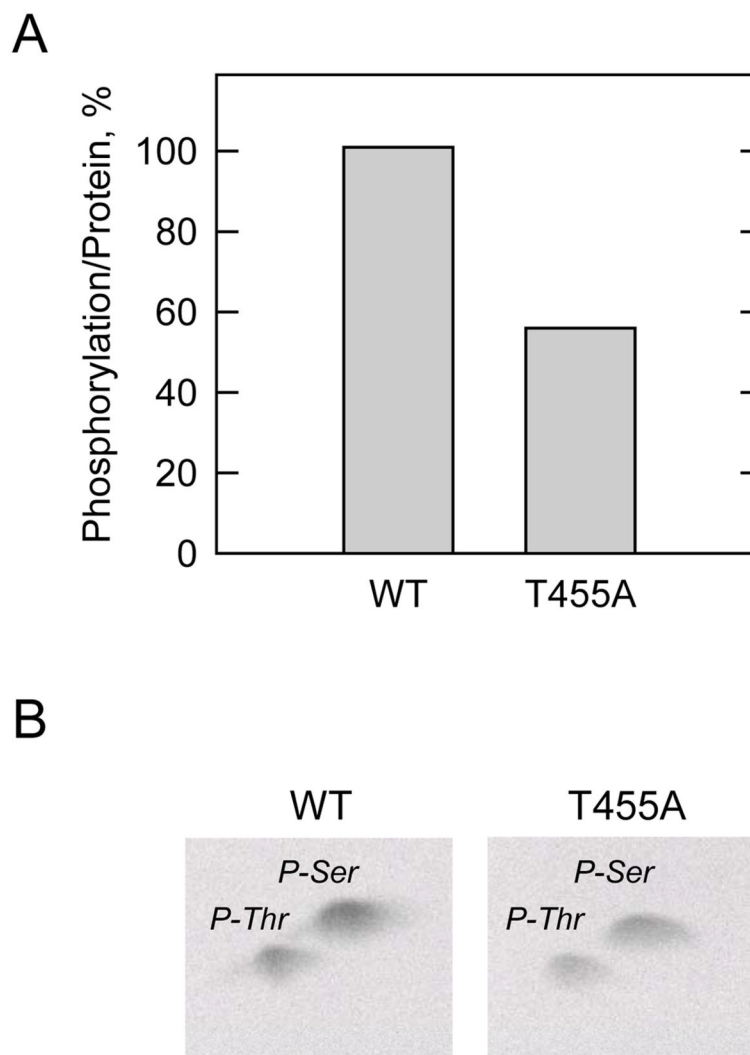 A
Phosphorylation/Protein, %
100
80
60
40
20
0
WT T455A
B
WT T455A
P-Ser P-Ser
P-Thr P-Thr